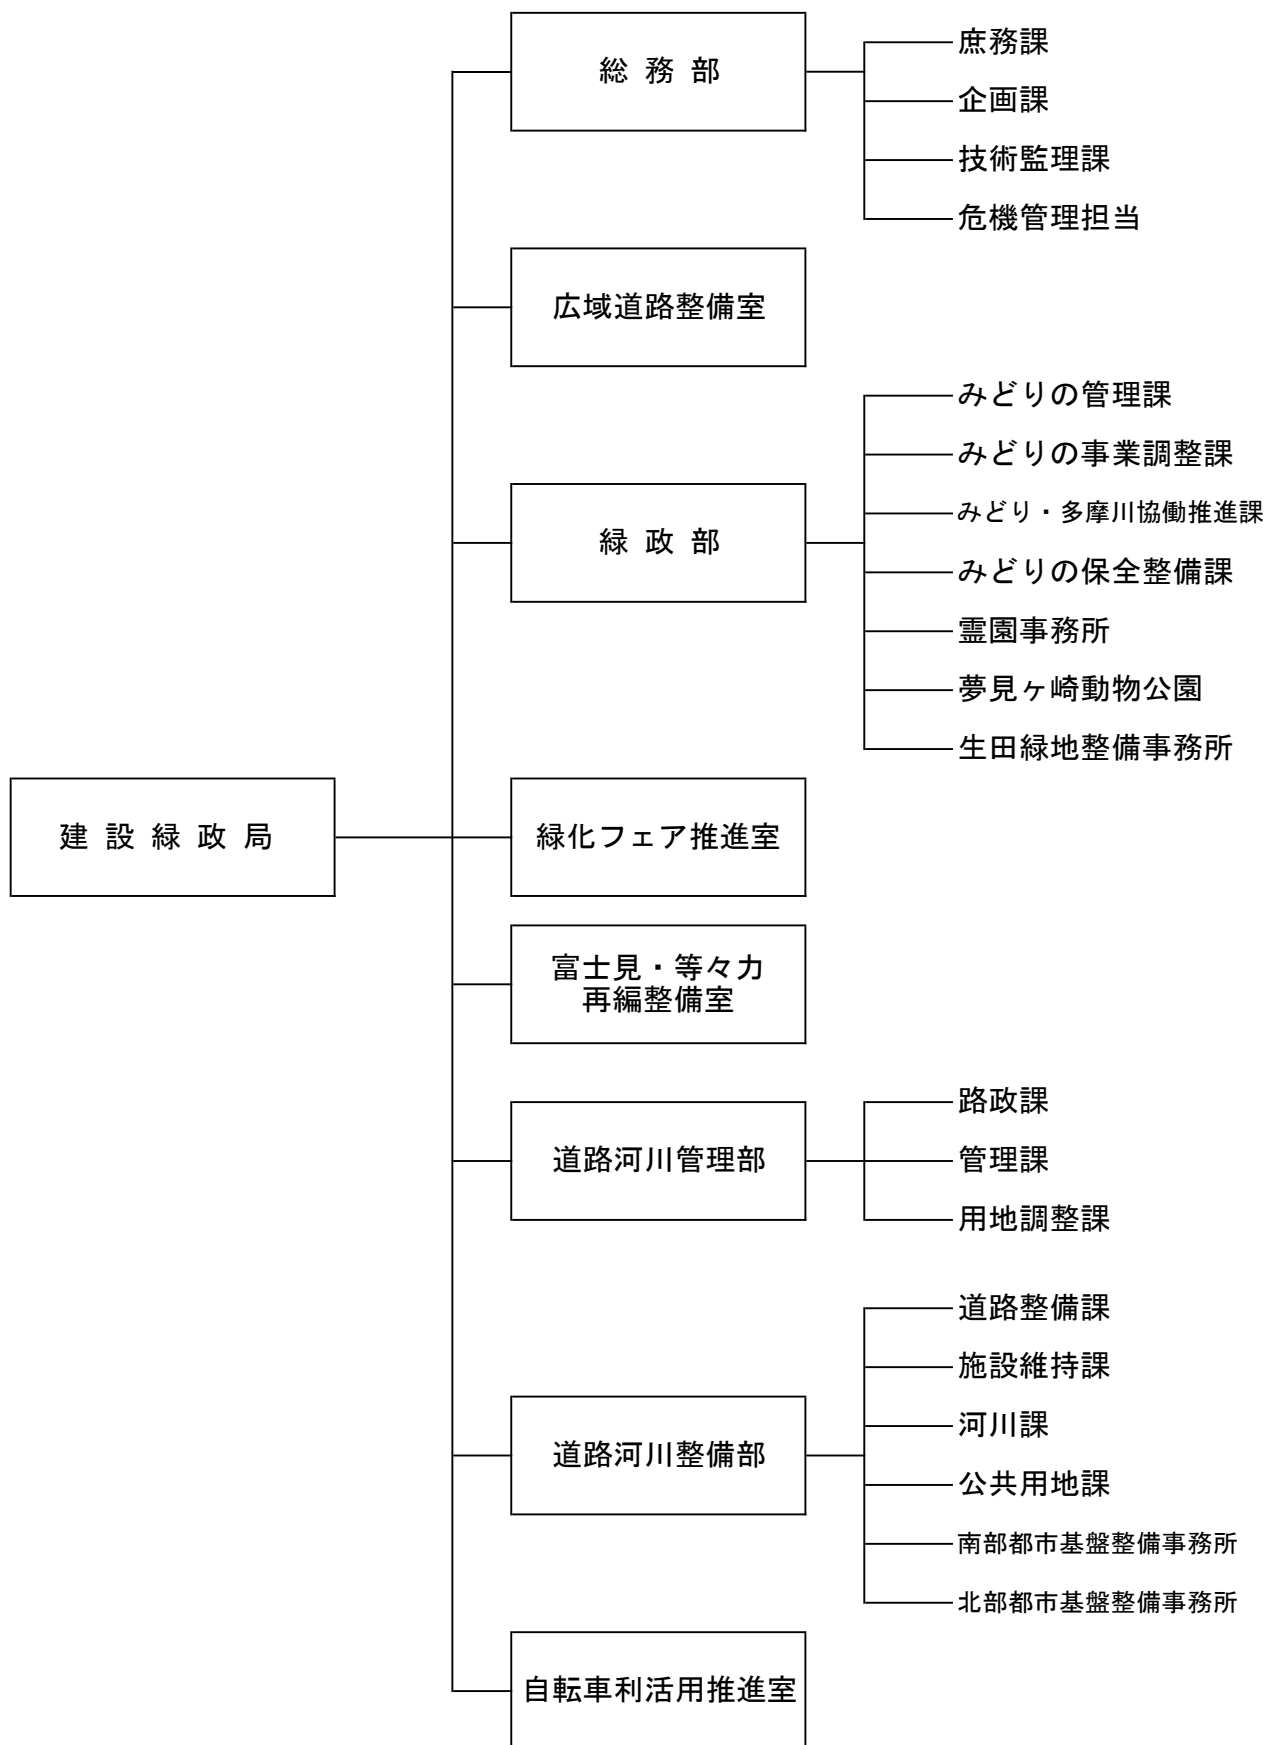 建設緑政局
総務部
庶務課
企画課
技術監理課
危機管理担当
広域道路整備室
緑政部
みどりの管理課
みどりの事業調整課
みどり・多摩川協働推進課
みどりの保全整備課
霊園事務所
夢見ヶ崎動物公園
生田緑地整備事務所
緑化フェア推進室
富士見・等々力
再編整備室
道路河川管理部
路政課
管理課
用地調整課
道路河川整備部
道路整備課
施設維持課
河川課
公共用地課
南部都市基盤整備事務所
北部都市基盤整備事務所
自転車利活用推進室